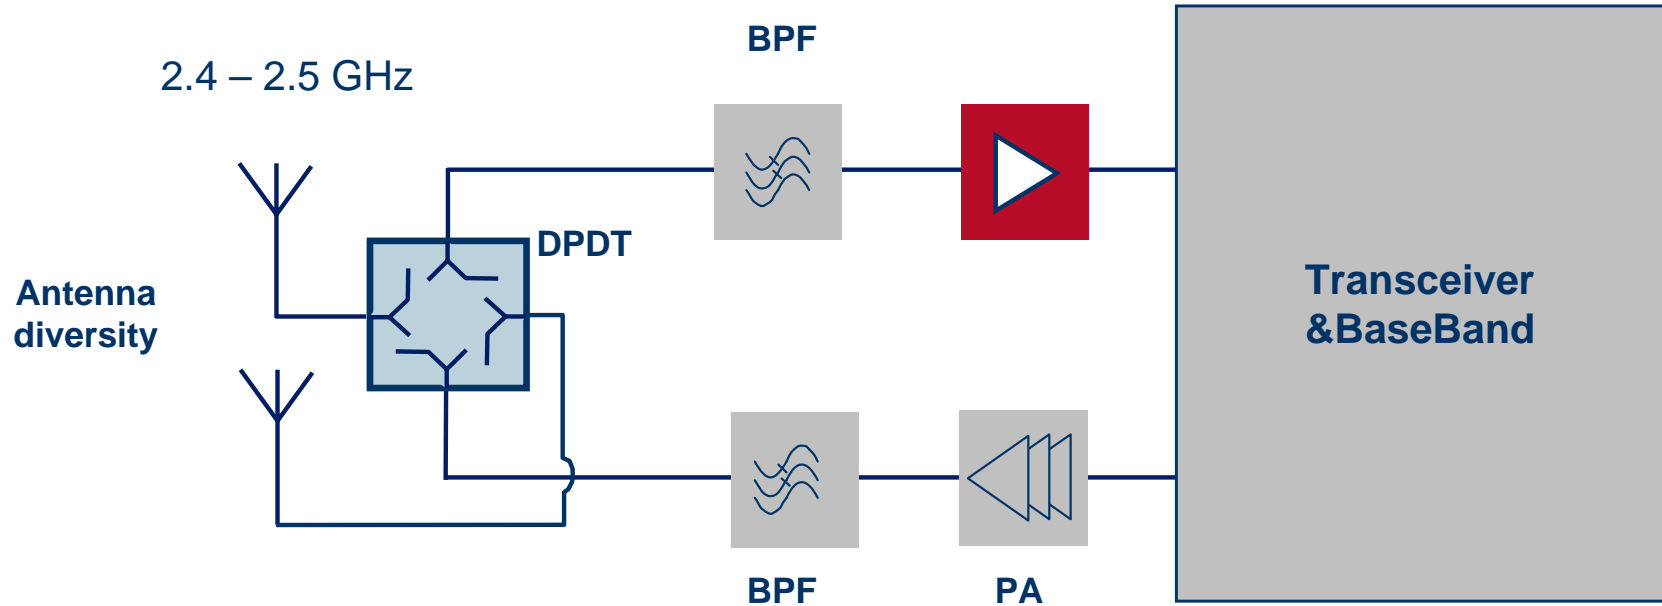 BPF
2.4 – 2.5 GHz
DPDT
Antenna
diversity
Transceiver
&BaseBand
BPF
PA